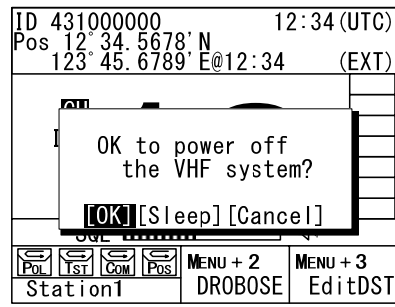 ID 431000000 12:34(UTC)
Pos 12°34.5678'N
123°45.6789'E@12:34 (EXT)
OK to power off
the VHF system?
[OK][Sleep][Cancel]
POL TST COM POS MENU+2 MENU+3
Station1 DROBOSE EditDST